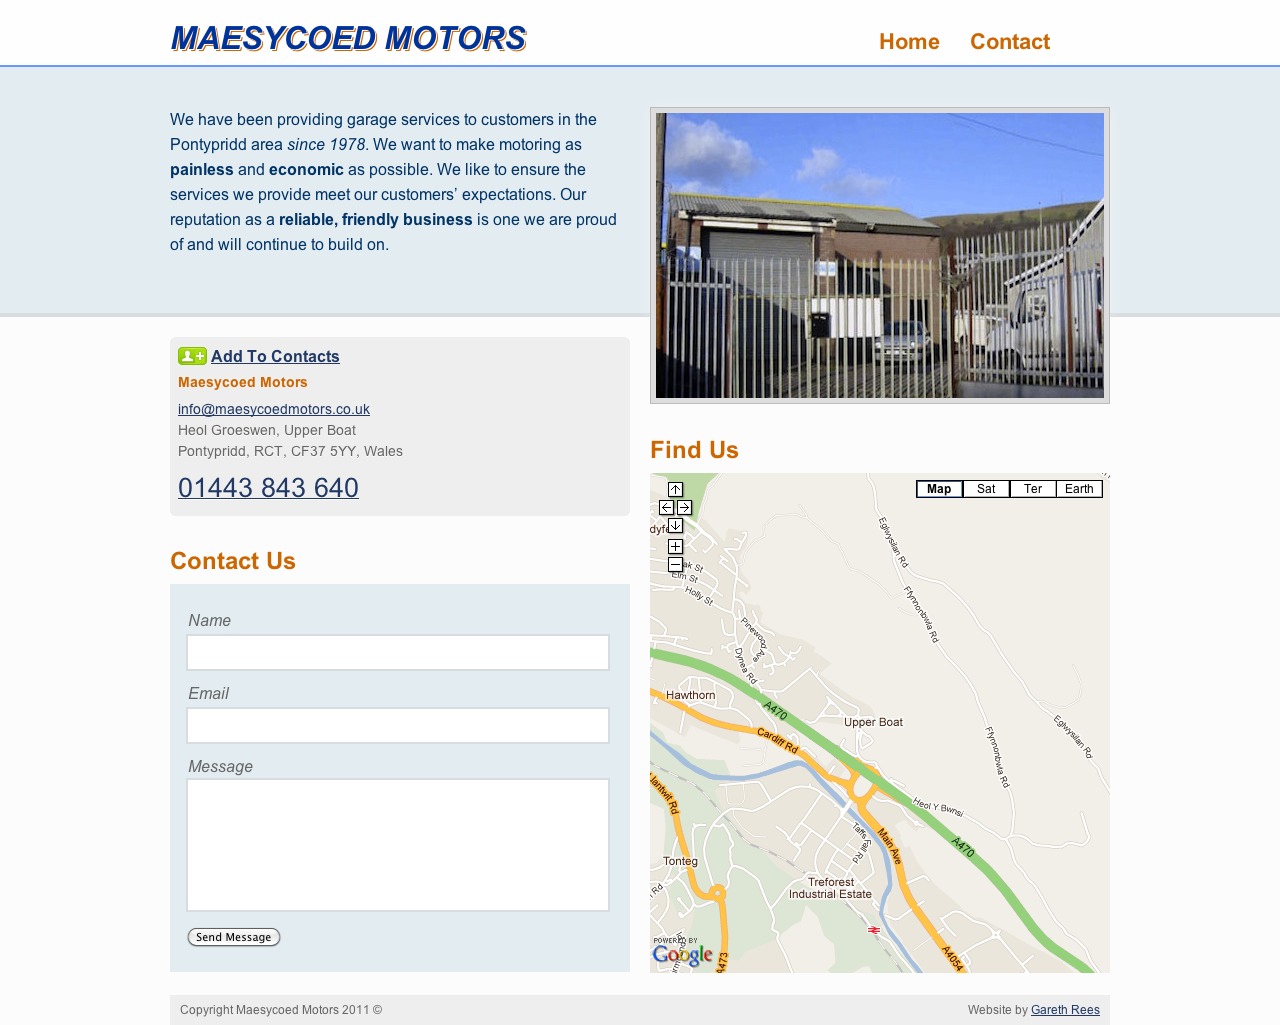 MAESYCOED MOTORS
Home
Contact
We have been providing garage services to customers in the
Pontypridd area since 1978. We want to make motoring as
painless and economic as possible. We like to ensure the
services we provide meet our customers’ expectations. Our
reputation as a reliable, friendly business is one we are proud
of and will continue to build on.
Add To Contacts
Maesycoed Motors
info@maesycoedmotors.co.uk
Heol Groeswen, Upper Boat
Pontypridd, RCT, CF37 5YY, Wales
01443 843 640
Contact Us
Name
Email
Message
Send Message
Find Us
Map
Sat
Ter
Earth
Elm St
Holly St
Pinewood Ave
Dynea Rd
Eglwysilan Rd
Ffynnonbwla Rd
Hawthorn
A470
Upper Boat
Cardiff Rd
Ffynnonbwla Rd
Eglwysilan Rd
Heol Y Bwnsi
A470
Main Ave
Taffs Fall Rd
Tonteg
Treforest
Industrial Estate
A473
A4054
POWERED BY
Google
Copyright Maesycoed Motors 2011 ©
Website by Gareth Rees